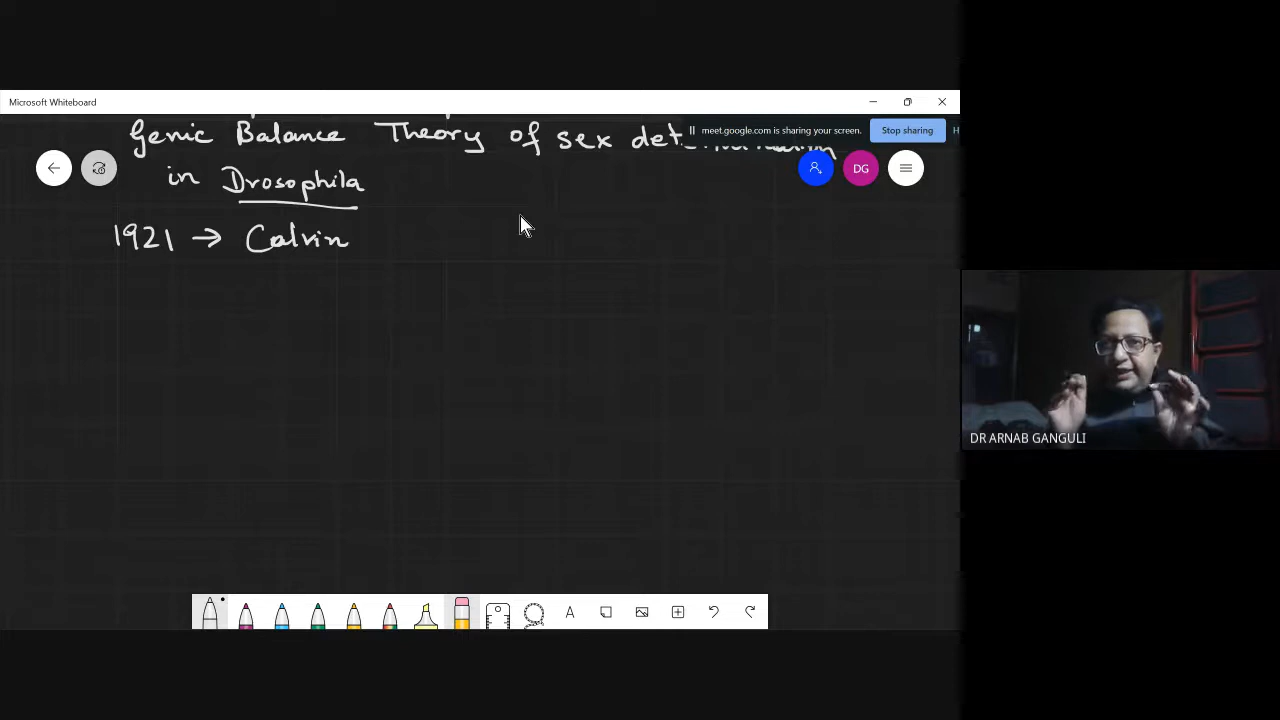 Microsoft Whiteboard
Genic Balance Theory of sex determination
meet.google.com is sharing your screen.
Stop sharing
H
in Drosophila
DG
1921 → Calvin
DR ARNAB GANGULI
A